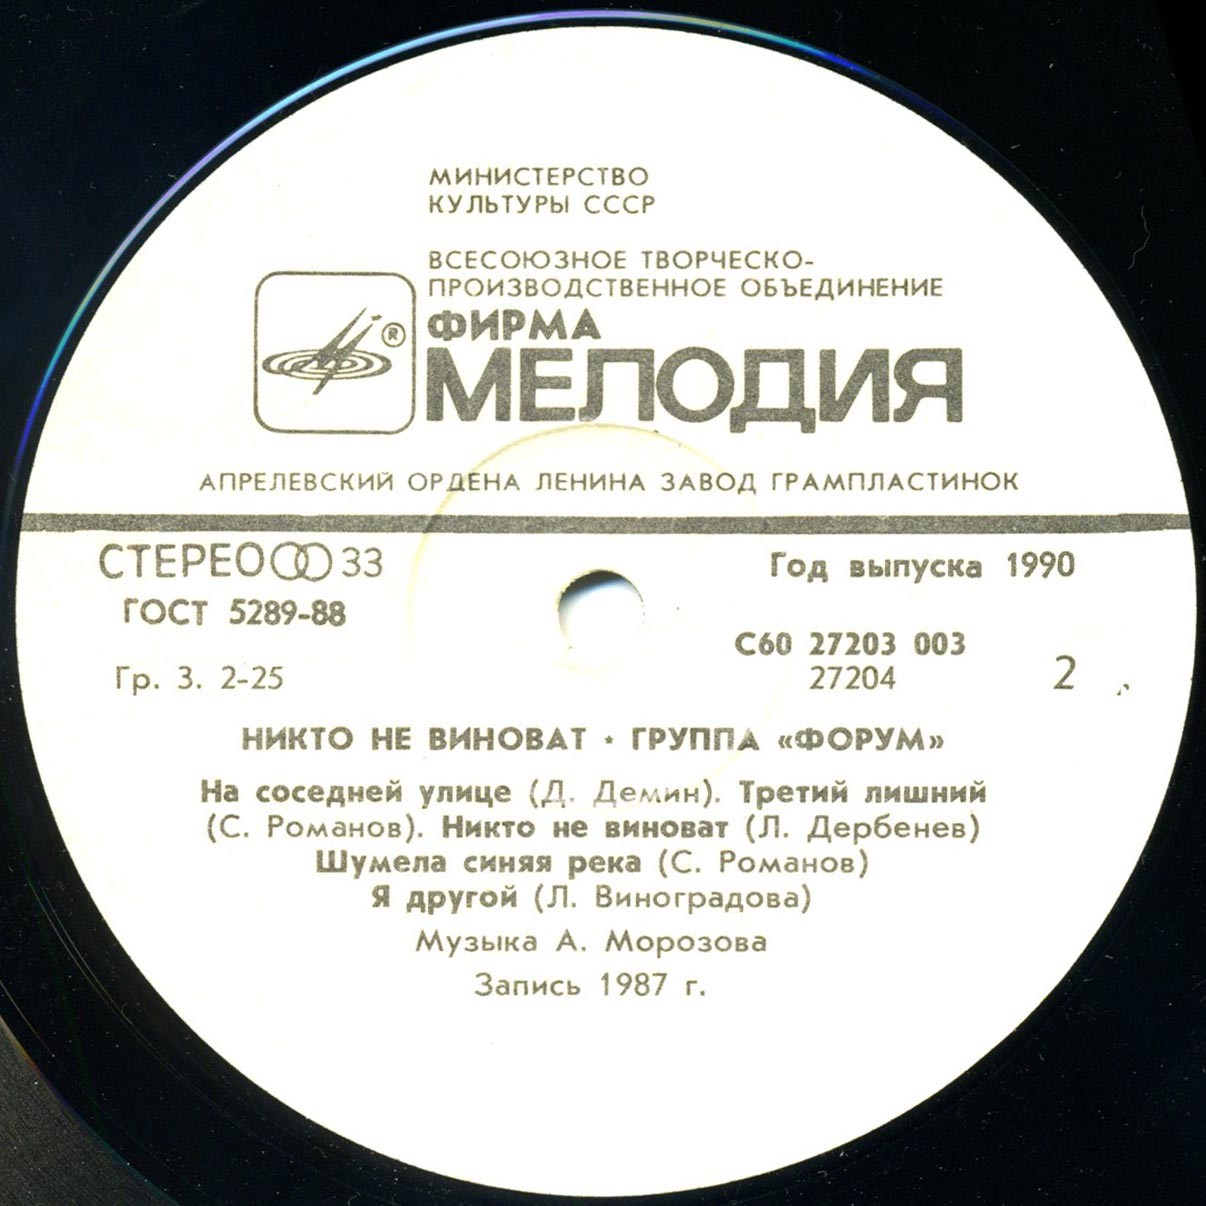 МИНИСТЕРСТВО
КУЛЬТУРЫ СССР
ВСЕСОЮЗНОЕ ТВОРЧЕСКО-
ПРОИЗВОДСТВЕННОЕ ОБЪЕДИНЕНИЕ
ФИРМА
®
МЕЛОДИЯ
АПРЕЛЕВСКИЙ ОРДЕНА ЛЕНИНА ЗАВОД ГРАМПЛАСТИНОК
СТЕРЕО 33
Год выпуска 1990
ГОСТ 5289-88
С60 27203 003
Гр. 3. 2-25
27204
2
НИКТО НЕ ВИНОВАТ • ГРУППА «ФОРУМ»
На соседней улице (Д. Демин). Третий лишний
(С. Романов). Никто не виноват (Л. Дербенев)
Шумела синяя река (С. Романов)
Я другой (Л. Виноградова)
Музыка А. Морозова
Запись 1987 г.